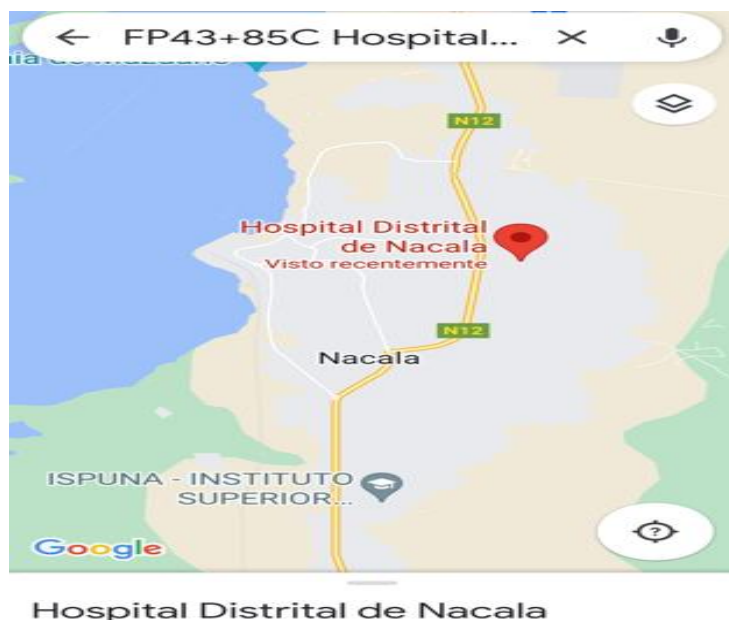 FP43+85C Hospital...
N12
Hospital Distrital
de Nacala
Visto recentemente
N12
Nacala
ISPUNA - INSTITUTO
SUPERIOR...
Google
Hospital Distrital de Nacala